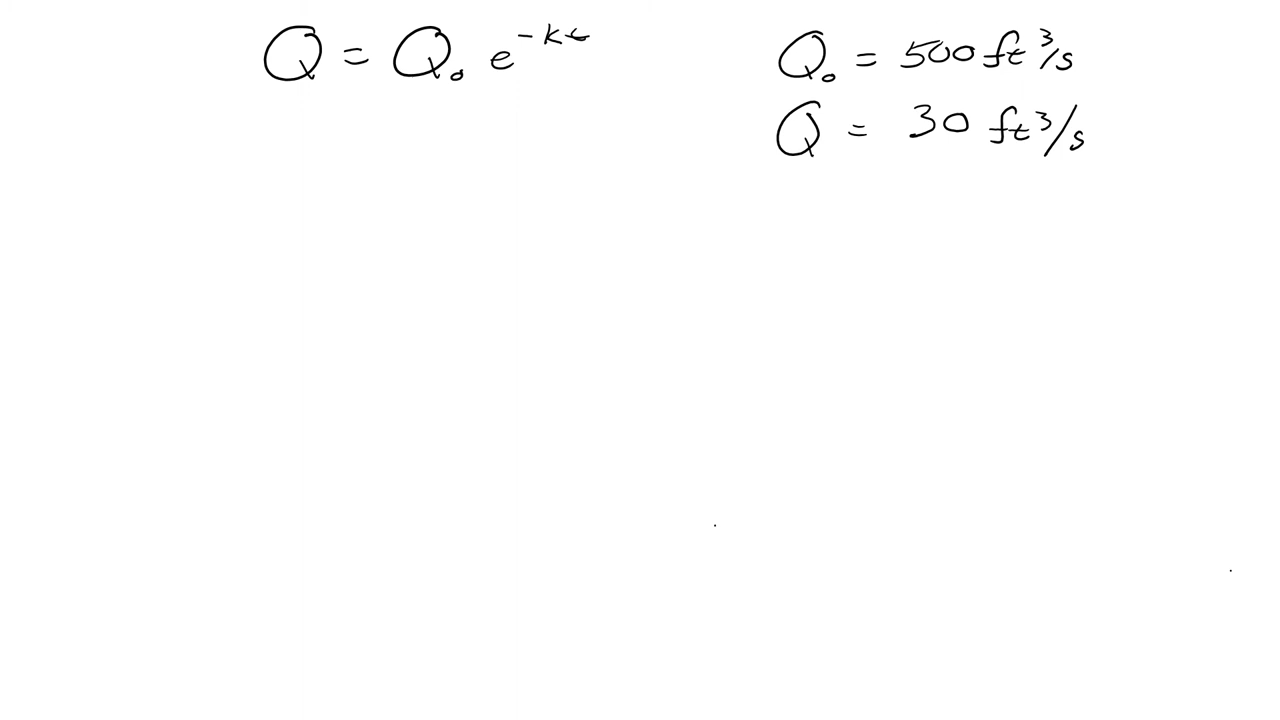 Q = Q₀ e^{-kt}
Q₀ = 500 ft³/s
Q = 30 ft³/s